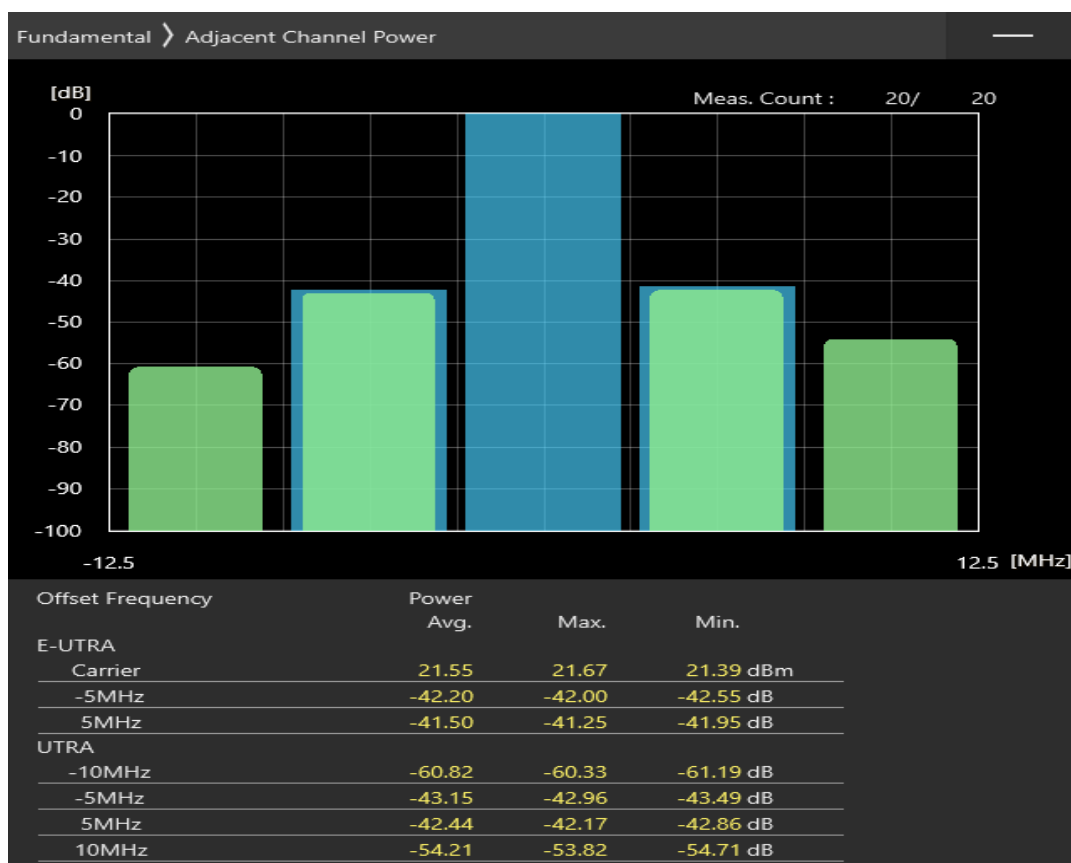 Fundamental ❯ Adjacent Channel Power
[dB]
Meas. Count : 20/ 20
0
-10
-20
-30
-40
-50
-60
-70
-80
-90
-100
-12.5 12.5 [MHz]
Offset Frequency Power
Avg. Max. Min.
E-UTRA
Carrier 21.55 21.67 21.39 dBm
-5MHz -42.20 -42.00 -42.55 dB
5MHz -41.50 -41.25 -41.95 dB
UTRA
-10MHz -60.82 -60.33 -61.19 dB
-5MHz -43.15 -42.96 -43.49 dB
5MHz -42.44 -42.17 -42.86 dB
10MHz -54.21 -53.82 -54.71 dB